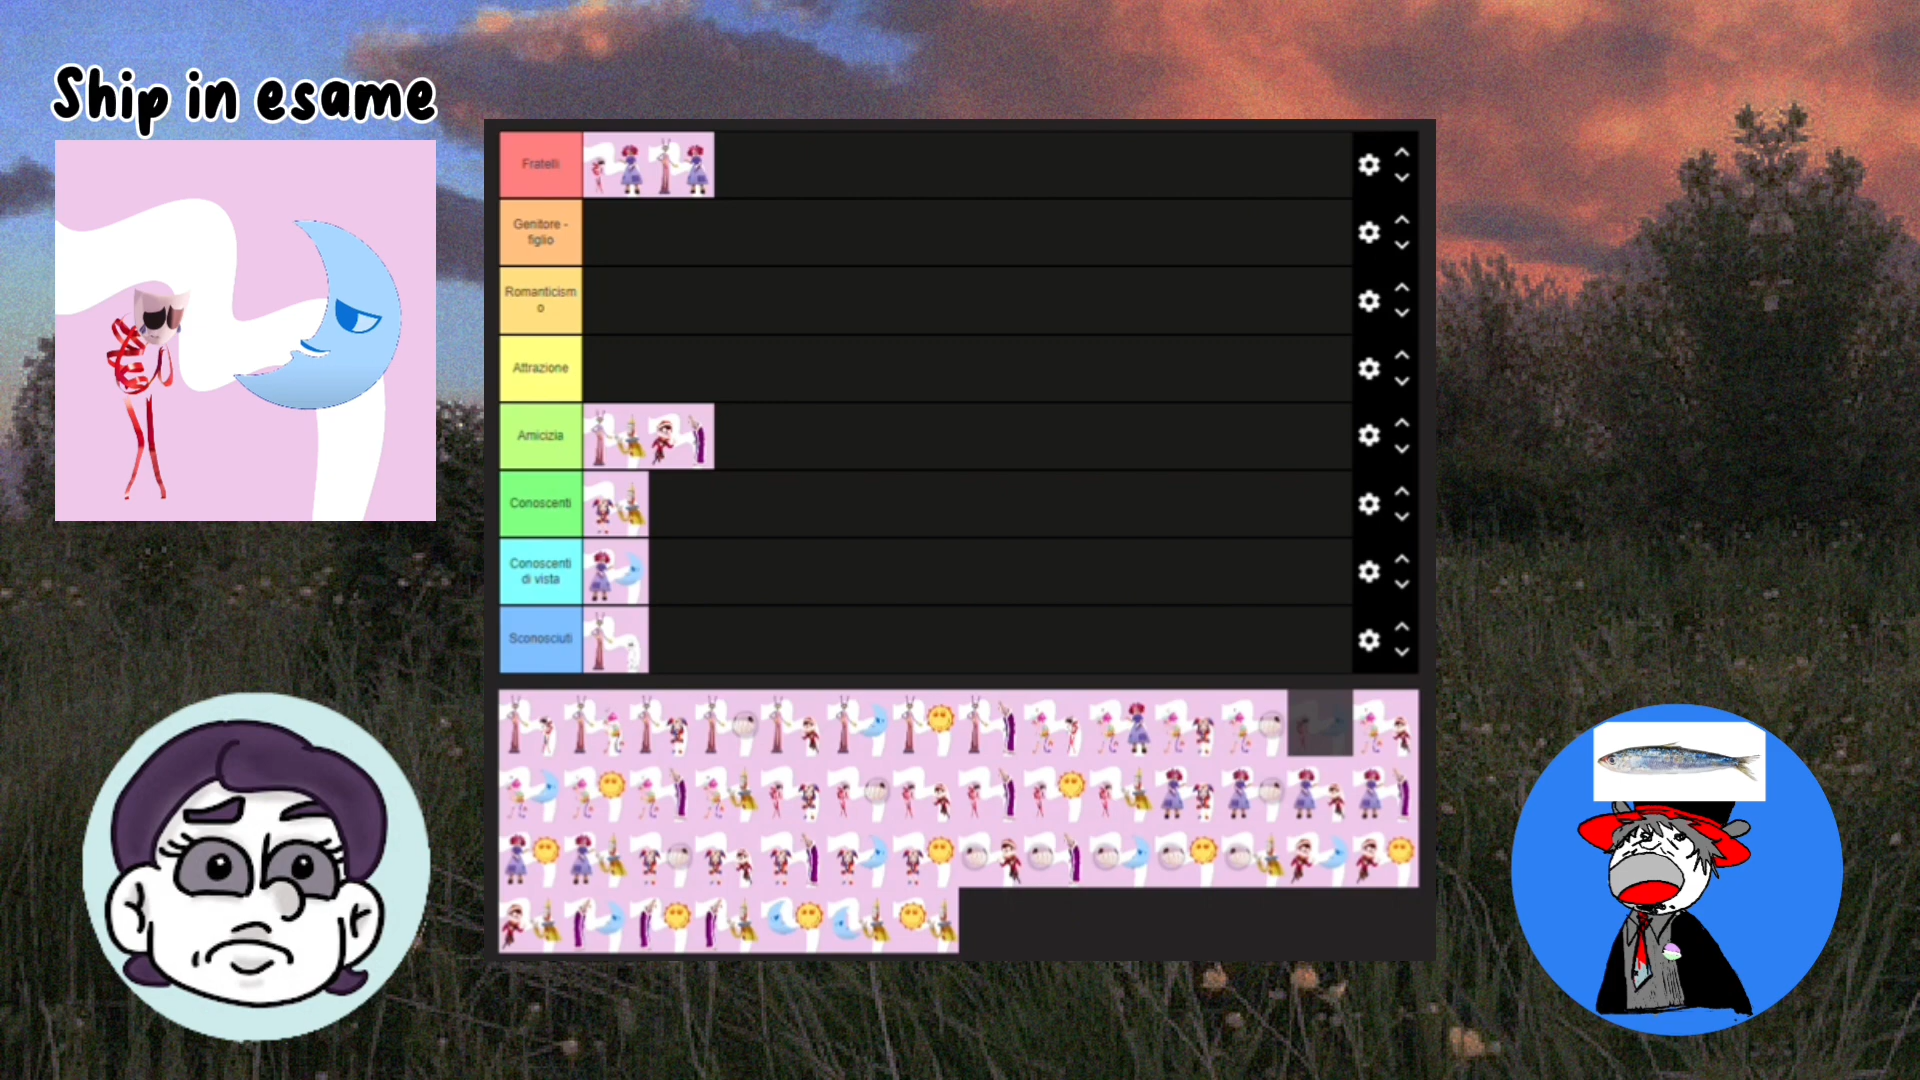 Ship in esame
Fratelli
Genitore -
figlio
Romanticism
o
Attrazione
Amicizia
Conoscenti
Conoscenti
di vista
Sconosciuti